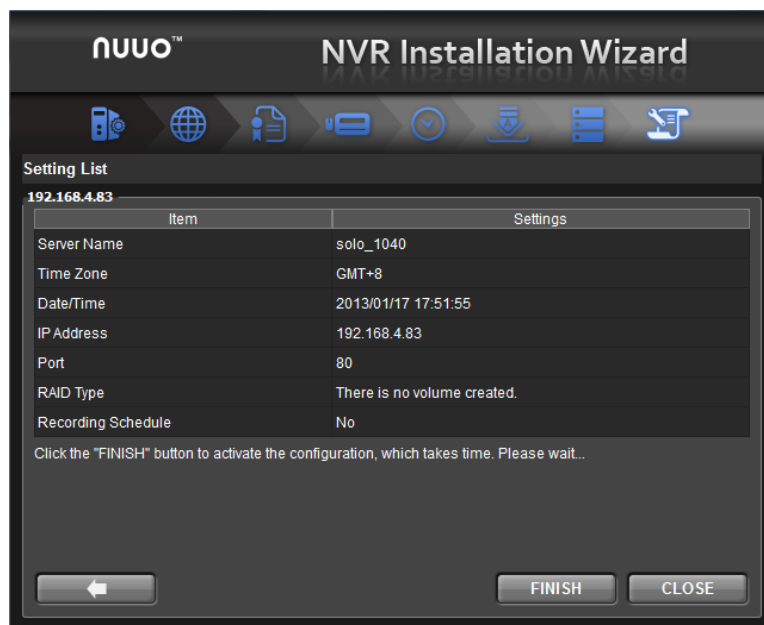 nuuo™
NVR Installation Wizard
Setting List
192.168.4.83
Item Settings
Server Name solo_1040
Time Zone GMT+8
Date/Time 2013/01/17 17:51:55
IP Address 192.168.4.83
Port 80
RAID Type There is no volume created.
Recording Schedule No
Click the "FINISH" button to activate the configuration, which takes time. Please wait...
FINISH CLOSE